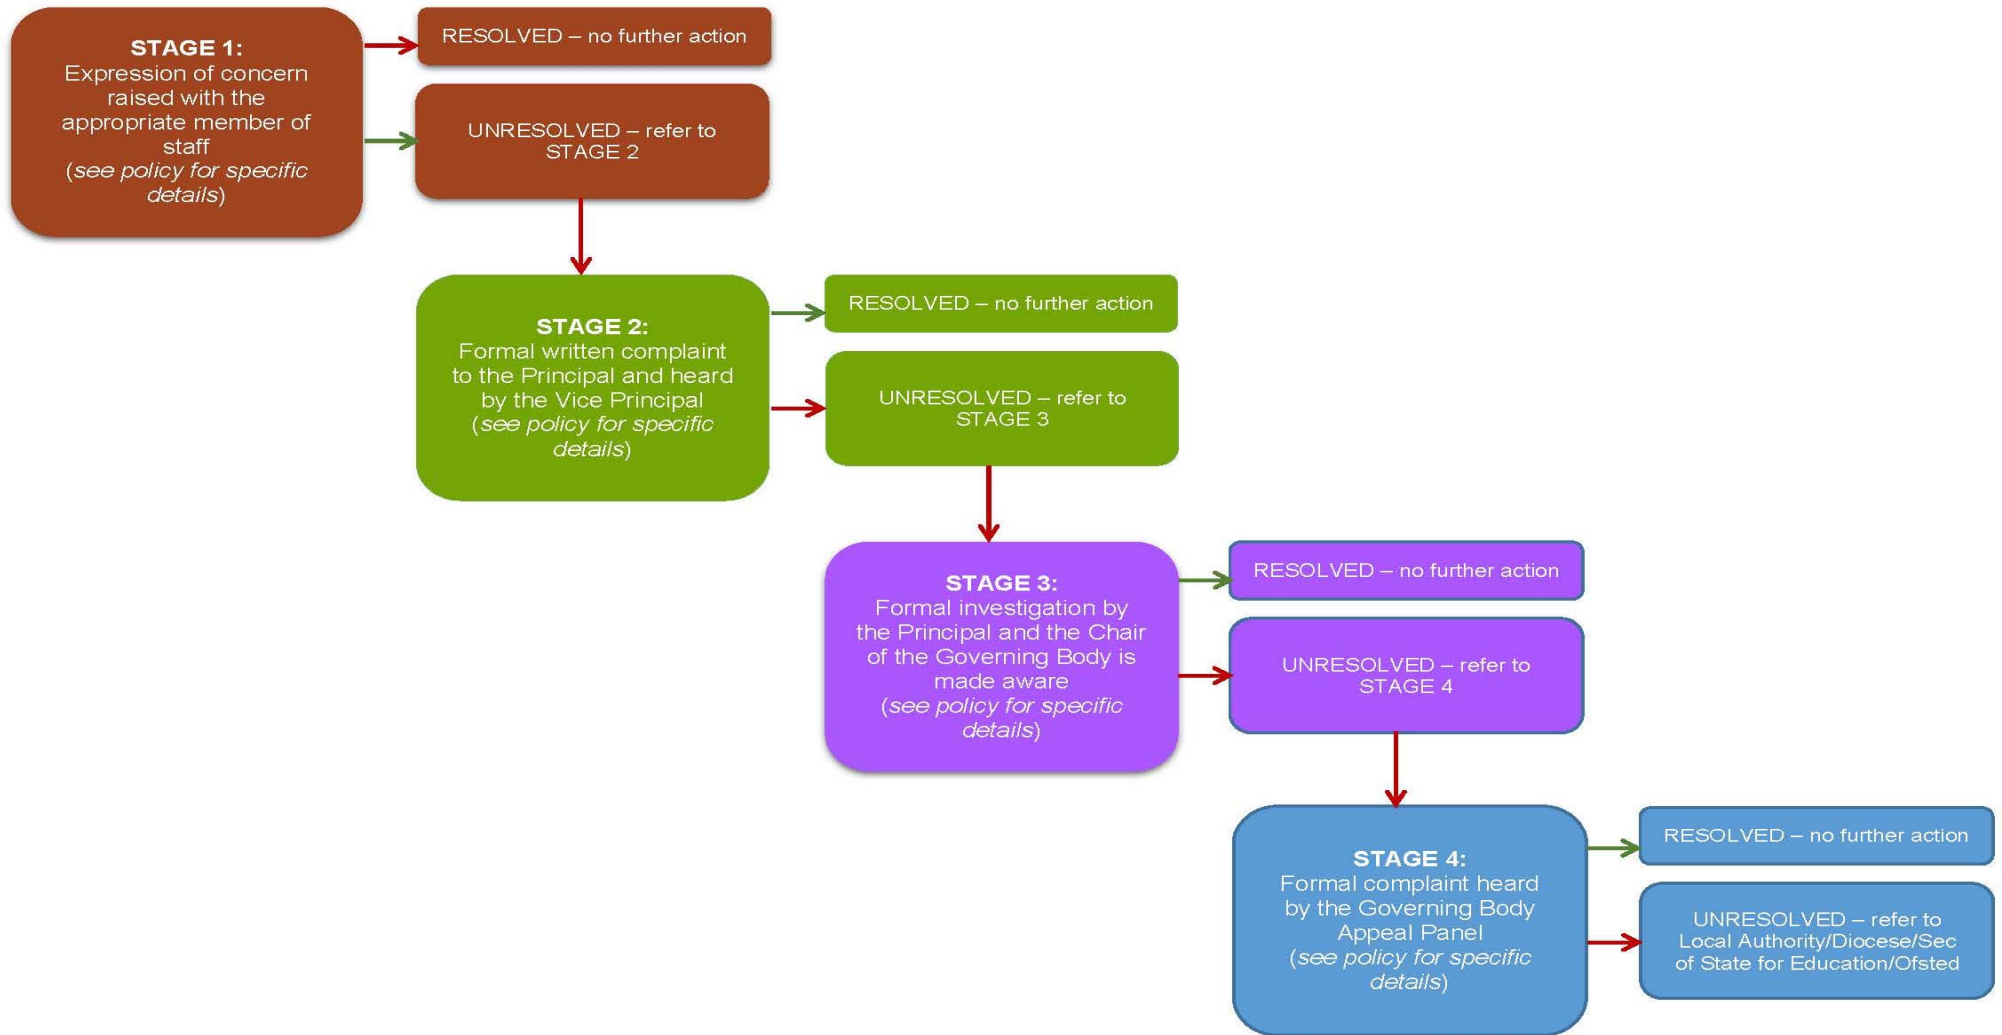 STAGE 1:
Expression of concern
raised with the
appropriate member of
staff
(see policy for specific
details)
RESOLVED – no further action
UNRESOLVED – refer to
STAGE 2
STAGE 2:
Formal written complaint
to the Principal and heard
by the Vice Principal
(see policy for specific
details)
RESOLVED – no further action
UNRESOLVED – refer to
STAGE 3
STAGE 3:
Formal investigation by
the Principal and the Chair
of the Governing Body is
made aware
(see policy for specific
details)
RESOLVED – no further action
UNRESOLVED – refer to
STAGE 4
STAGE 4:
Formal complaint heard
by the Governing Body
Appeal Panel
(see policy for specific
details)
RESOLVED – no further action
UNRESOLVED – refer to
Local Authority/Diocese/Sec
of State for Education/Ofsted